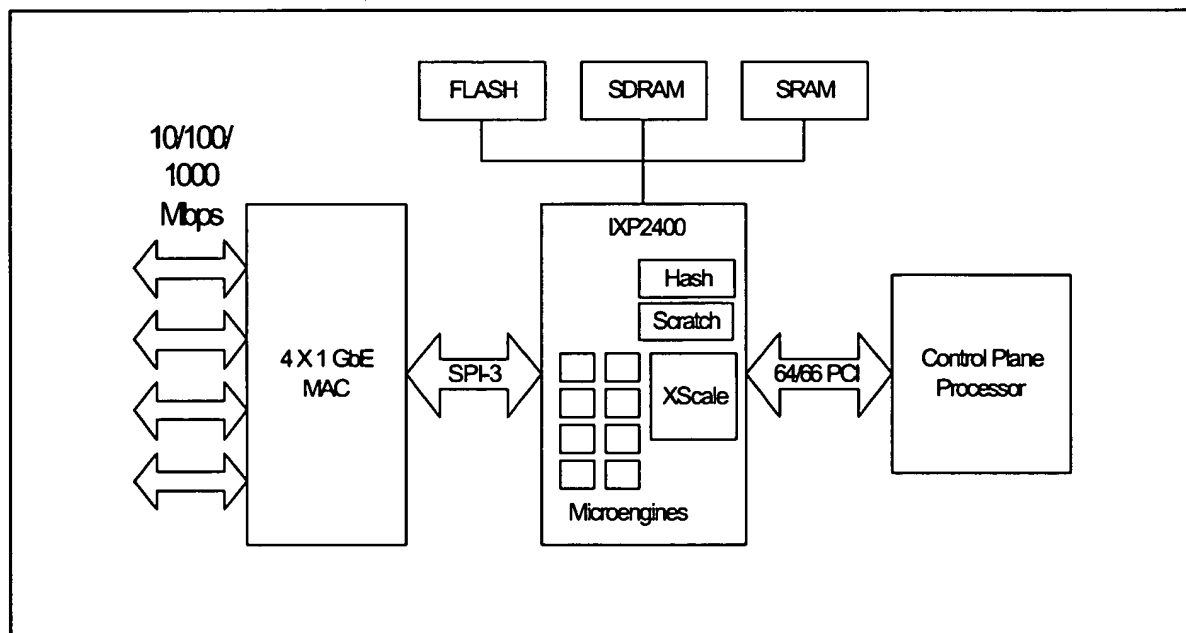 FLASH
SDRAM
SRAM
10/100/
1000
Mbps
4 X 1 GbE
MAC
SPI-3
IXP2400
Hash
Scratch
XScale
Microengines
64/66 PCI
Control Plane
Processor